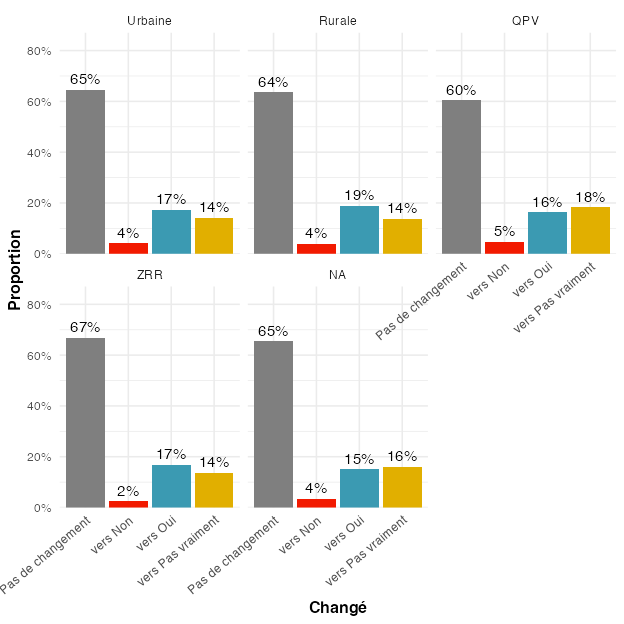 Urbaine
Rurale
QPV
80%
60%
40%
20%
0%
65%
4%
17%
14%
64%
4%
19%
14%
60%
5%
16%
18%
Pas de changement
vers Non
vers Oui
vers Pas vraiment
Proportion
ZRR
NA
80%
60%
40%
20%
0%
67%
2%
17%
14%
65%
4%
15%
16%
Pas de changement
vers Non
vers Oui
vers Pas vraiment
Pas de changement
vers Non
vers Oui
vers Pas vraiment
Changé